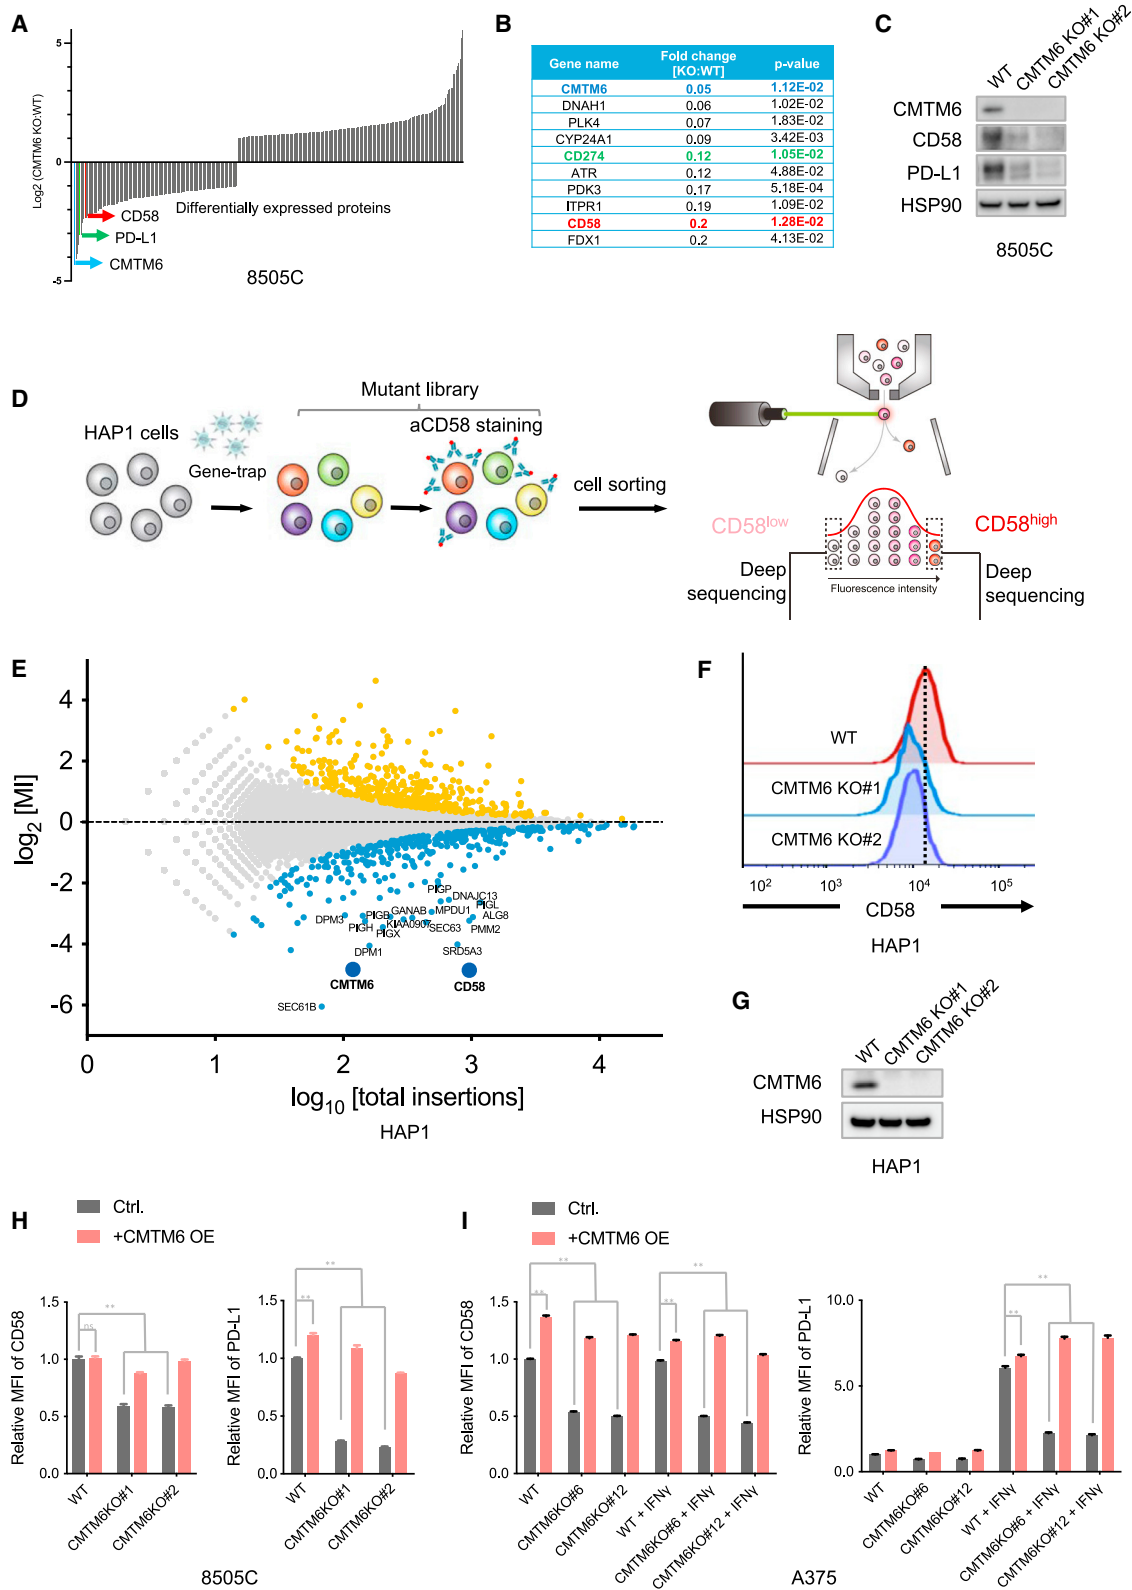 A
Log2 (CMTM6 KO:WT)
5
0
-5
CD58
PD-L1
CMTM6
Differentially expressed proteins
8505C
B
Gene name Fold change [KO:WT] p-value
CMTM6 0.05 1.12E-02
DNAH1 0.06 1.02E-02
PLK4 0.07 1.83E-02
CYP24A1 0.09 3.42E-03
CD274 0.12 1.05E-02
ATR 0.12 4.88E-02
PDK3 0.17 5.18E-04
ITPR1 0.19 1.09E-02
CD58 0.2 1.28E-02
FDX1 0.2 4.13E-02
C
WT CMTM6 KO#1 CMTM6 KO#2
CMTM6
CD58
PD-L1
HSP90
8505C
D
HAP1 cells
Gene-trap
Mutant library
aCD58 staining
cell sorting
CD58low
CD58high
Deep sequencing
Fluorescence intensity
Deep sequencing
E
log2 [MI]
4
2
0
-2
-4
-6
PIGP
DNAJC13
PIGL
DPM3
PIGB
GANAB
MPDU1
ALG8
PIGH
KIAA0907
SEC63
PMM2
PIGX
DPM1
SRD5A3
CMTM6
CD58
SEC61B
0 1 2 3 4
log10 [total insertions]
HAP1
F
WT
CMTM6 KO#1
CMTM6 KO#2
10² 10³ 10⁴ 10⁵
CD58
HAP1
G
WT CMTM6 KO#1 CMTM6 KO#2
CMTM6
HSP90
HAP1
H
Ctrl.
+CMTM6 OE
Relative MFI of CD58
1.5
1.0
0.5
0.0
**
ns
WT CMTM6KO#1 CMTM6KO#2
Relative MFI of PD-L1
1.5
1.0
0.5
0.0
**
**
WT CMTM6KO#1 CMTM6KO#2
8505C
I
Ctrl.
+CMTM6 OE
Relative MFI of CD58
1.5
1.0
0.5
0.0
**
**
**
**
WT CMTM6KO#6 CMTM6KO#12 WT + IFNγ CMTM6KO#6 + IFNγ CMTM6KO#12 + IFNγ
Relative MFI of PD-L1
10.0
5.0
0.0
**
**
WT CMTM6KO#6 CMTM6KO#12 WT + IFNγ CMTM6KO#6 + IFNγ CMTM6KO#12 + IFNγ
A375